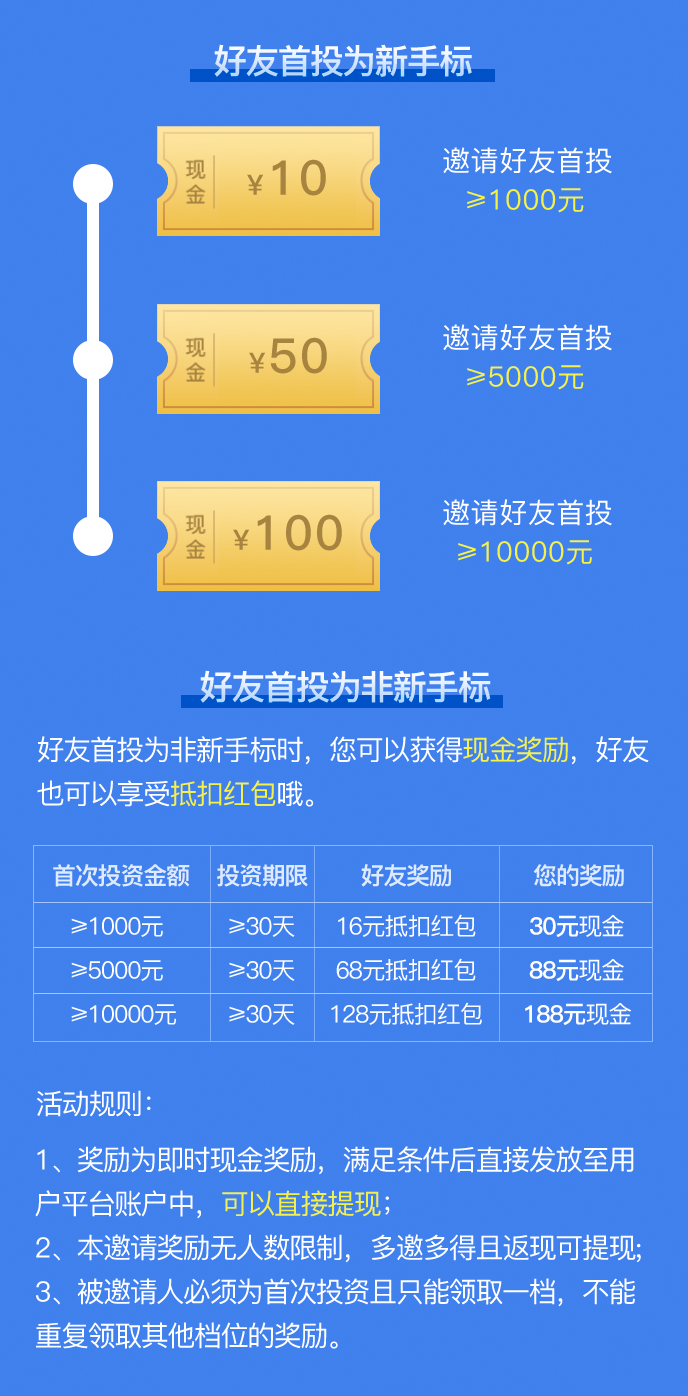 好友首投为新手标
现金 ¥10
邀请好友首投
≥1000元
现金 ¥50
邀请好友首投
≥5000元
现金 ¥100
邀请好友首投
≥10000元
好友首投为非新手标
好友首投为非新手标时，您可以获得现金奖励，好友
也可以享受抵扣红包哦。
首次投资金额 投资期限 好友奖励 您的奖励
≥1000元 ≥30天 16元抵扣红包 30元现金
≥5000元 ≥30天 68元抵扣红包 88元现金
≥10000元 ≥30天 128元抵扣红包 188元现金
活动规则：
1、奖励为即时现金奖励，满足条件后直接发放至用
户平台账户中，可以直接提现；
2、本邀请奖励无人数限制，多邀多得且返现可提现;
3、被邀请人必须为首次投资且只能领取一档，不能
重复领取其他档位的奖励。